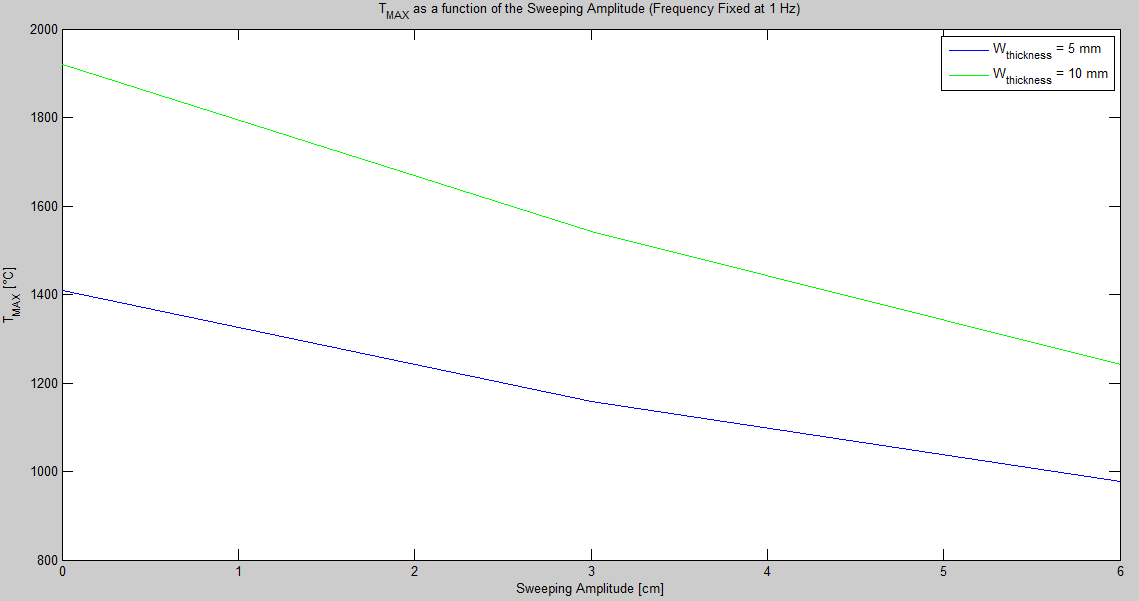 T_MAX as a function of the Sweeping Amplitude (Frequency Fixed at 1 Hz)
2000
1800
1600
1400
1200
1000
800
T_MAX [°C]
W_thickness = 5 mm
W_thickness = 10 mm
0 1 2 3 4 5 6
Sweeping Amplitude [cm]